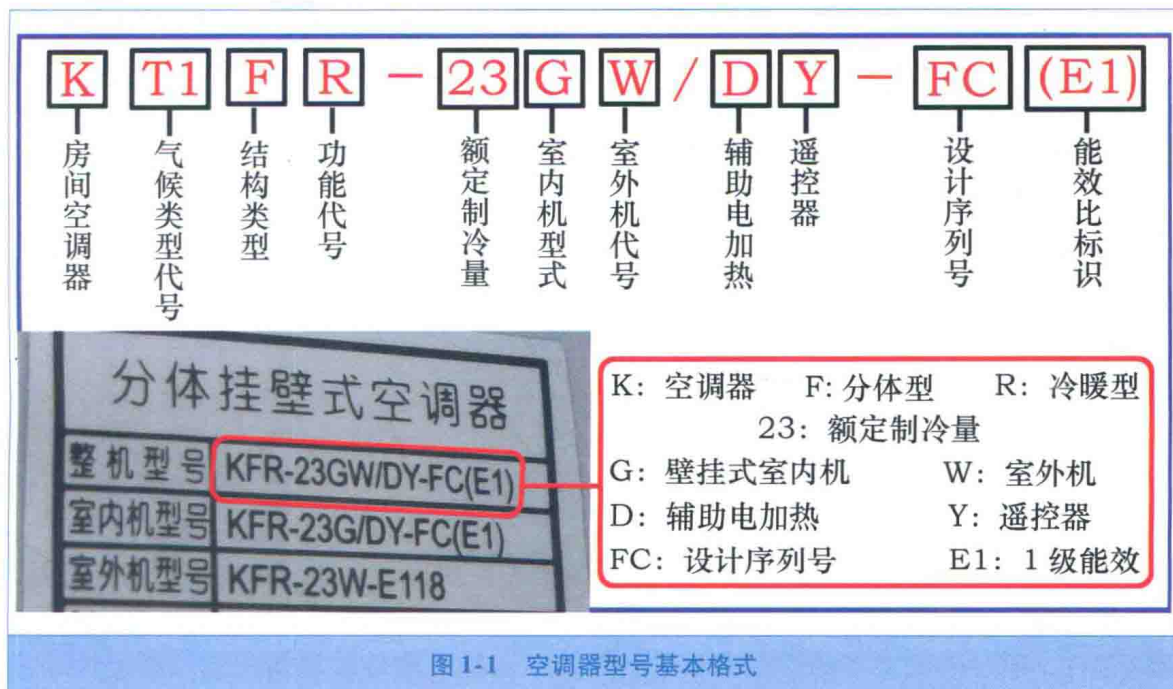 K T1 F R - 23 G W / D Y - FC (E1)
房间空调器
气候类型代号
结构类型
功能代号
额定制冷量
室内机型式
室外机代号
辅助电加热
遥控器
设计序列号
能效比标识
分体挂壁式空调器
整机型号 KFR-23GW/DY-FC(E1)
室内机型号 KFR-23G/DY-FC(E1)
室外机型号 KFR-23W-E118
K: 空调器 F: 分体型 R: 冷暖型
23: 额定制冷量
G: 壁挂式室内机 W: 室外机
D: 辅助电加热 Y: 遥控器
FC: 设计序列号 E1: 1级能效
图 1-1 空调器型号基本格式